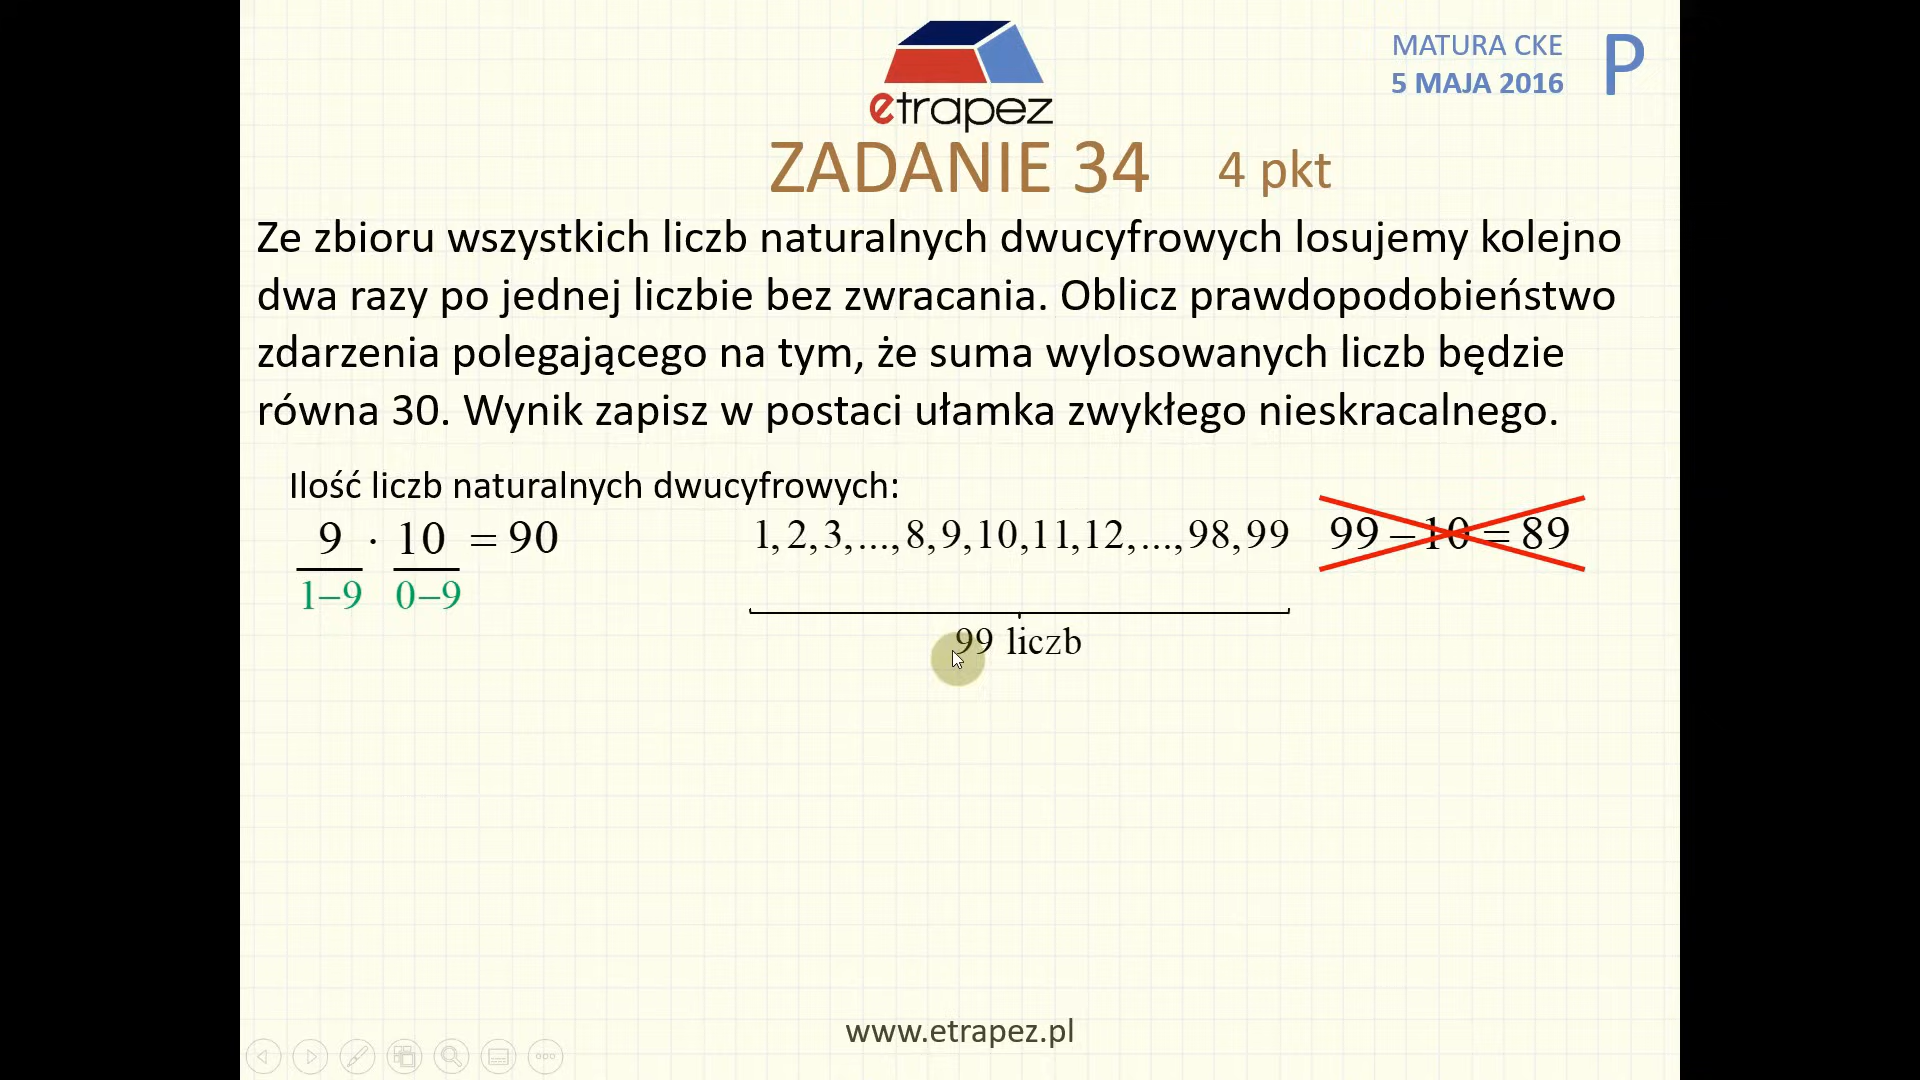 etrapez
MATURA CKE
5 MAJA 2016
P
ZADANIE 34 4 pkt
Ze zbioru wszystkich liczb naturalnych dwucyfrowych losujemy kolejno
dwa razy po jednej liczbie bez zwracania. Oblicz prawdopodobieństwo
zdarzenia polegającego na tym, że suma wylosowanych liczb będzie
równa 30. Wynik zapisz w postaci ułamka zwykłego nieskracalnego.
Ilość liczb naturalnych dwucyfrowych:
9 · 10 = 90
1–9 0–9
1, 2, 3, ..., 8, 9, 10, 11, 12, ..., 98, 99
99 – 10 = 89
99 liczb
www.etrapez.pl